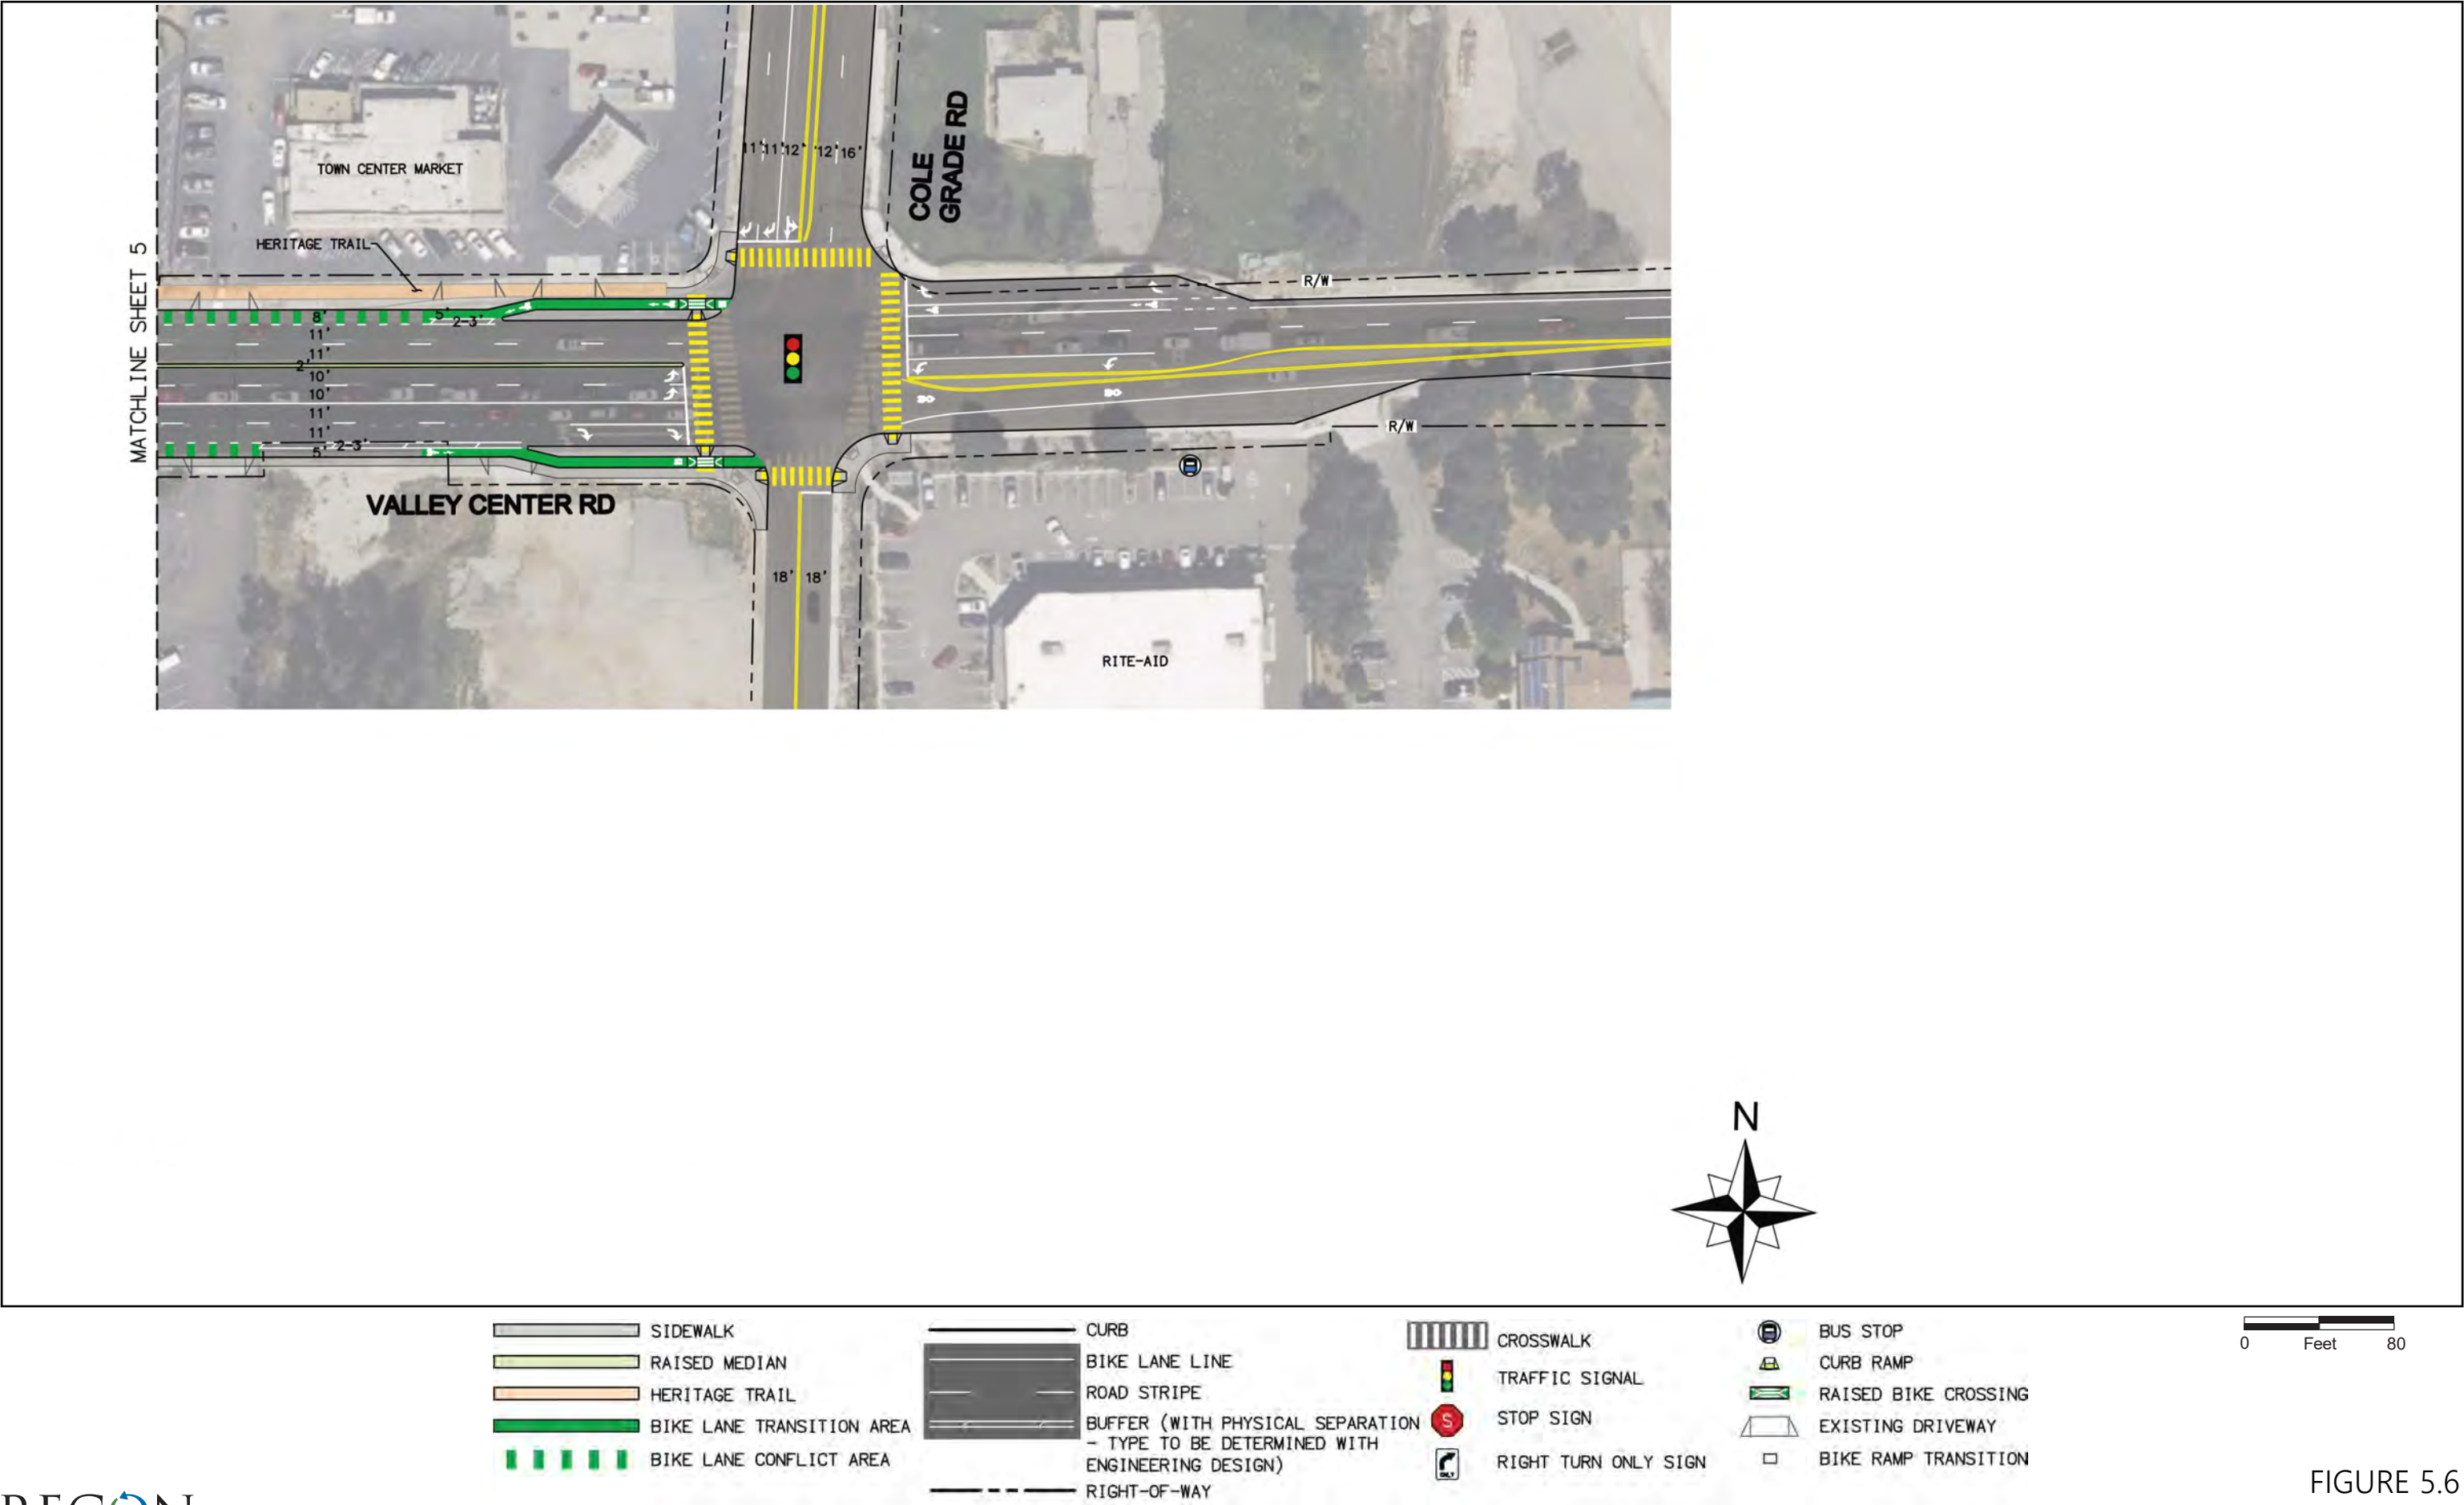 COLE
GRADE RD
11' 11' 12' 12' 16'
TOWN CENTER MARKET
HERITAGE TRAIL
MATCHLINE SHEET 5
R/W
8'
5'
2-3'
11'
11'
2'
10'
10'
11'
11'
2-3'
5'
R/W
VALLEY CENTER RD
18' 18'
RITE-AID
N
SIDEWALK
RAISED MEDIAN
HERITAGE TRAIL
BIKE LANE TRANSITION AREA
BIKE LANE CONFLICT AREA
CURB
BIKE LANE LINE
ROAD STRIPE
BUFFER (WITH PHYSICAL SEPARATION
- TYPE TO BE DETERMINED WITH
ENGINEERING DESIGN)
RIGHT-OF-WAY
CROSSWALK
TRAFFIC SIGNAL
S
STOP SIGN
ONLY
RIGHT TURN ONLY SIGN
BUS STOP
CURB RAMP
RAISED BIKE CROSSING
EXISTING DRIVEWAY
BIKE RAMP TRANSITION
0 Feet 80
FIGURE 5.6